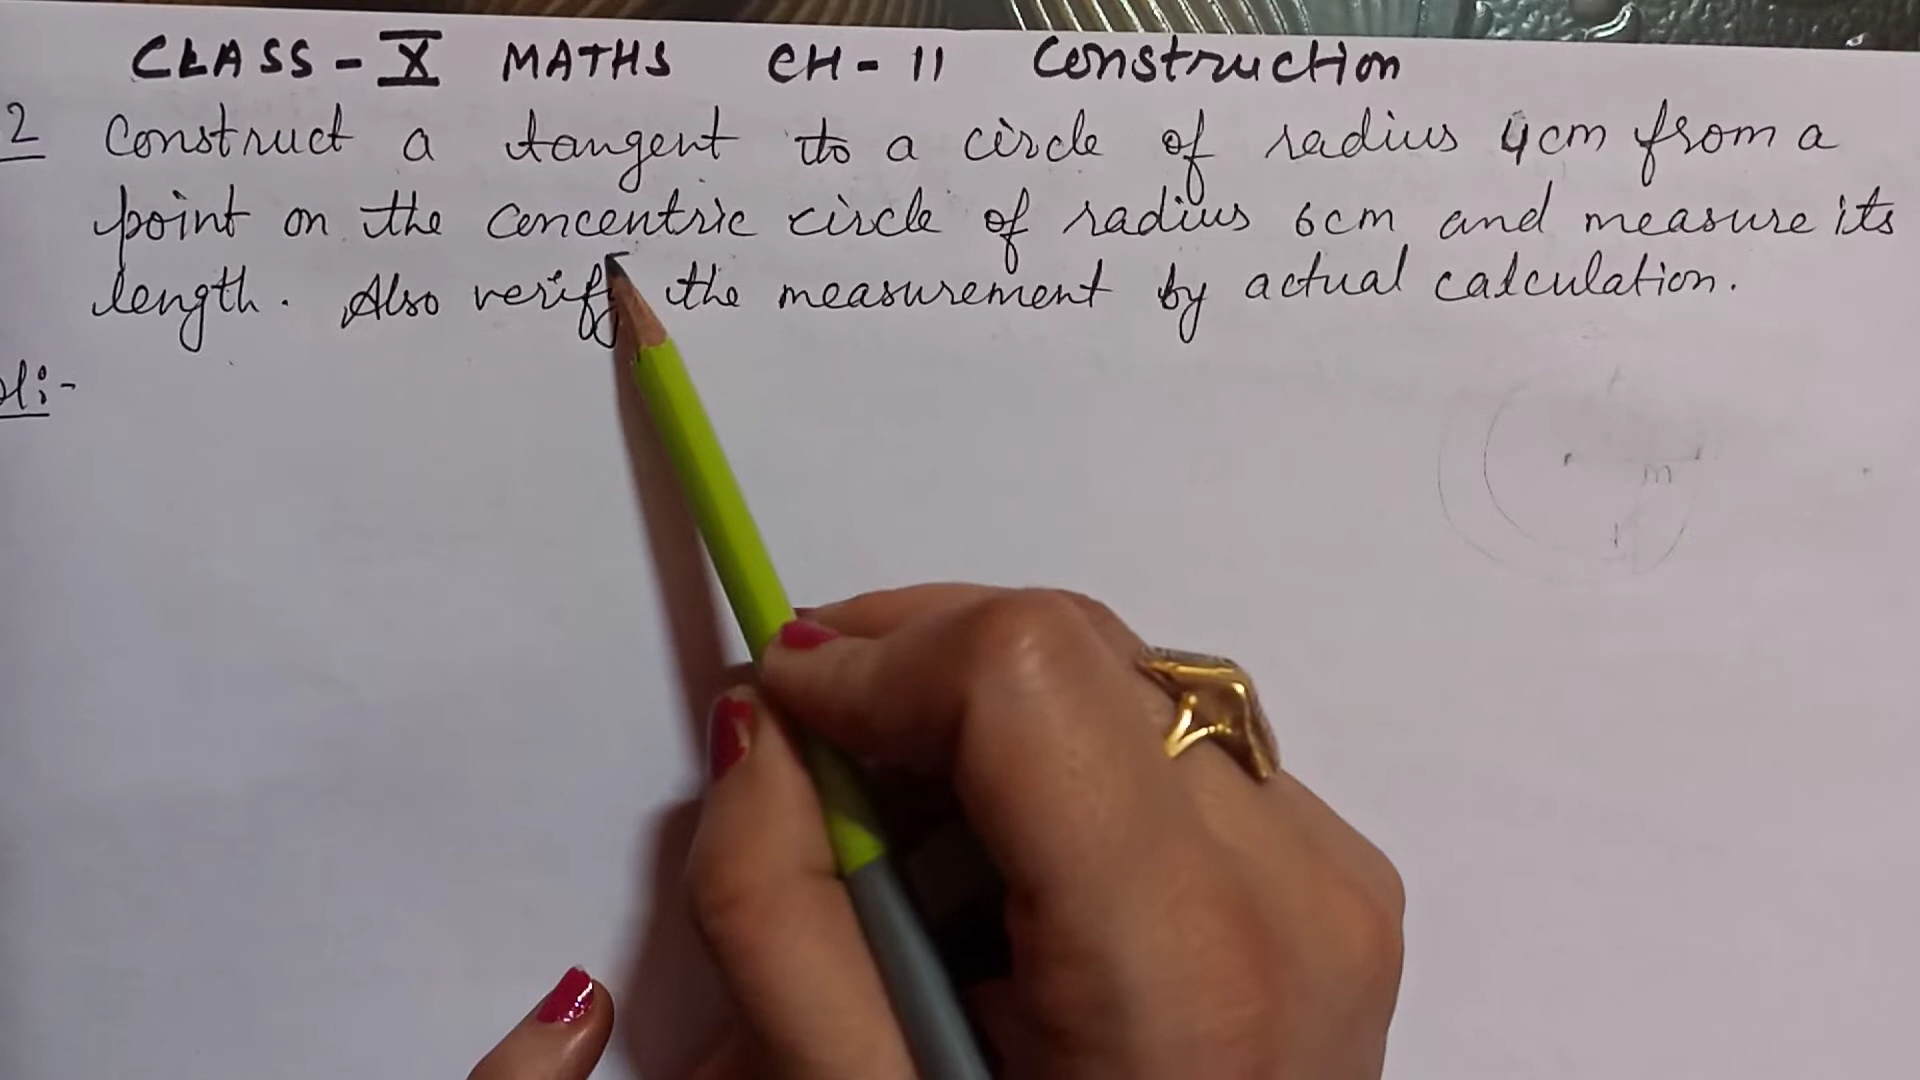 CLASS - X MATHS CH - 11 Construction
2 Construct a tangent to a circle of radius 4cm from a
point on the concentric circle of radius 6cm and measure its
length. Also verify the measurement by actual calculation.
ol:-
m